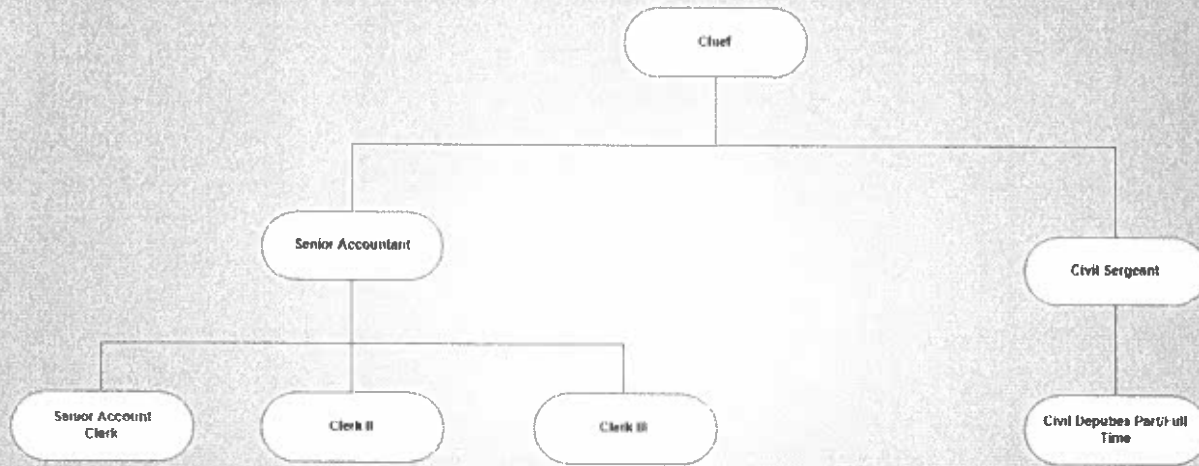 Chief
Senior Accountant
Civil Sergeant
Senior Account
Clerk
Clerk II
Clerk III
Civil Deputies Part/Full
Time